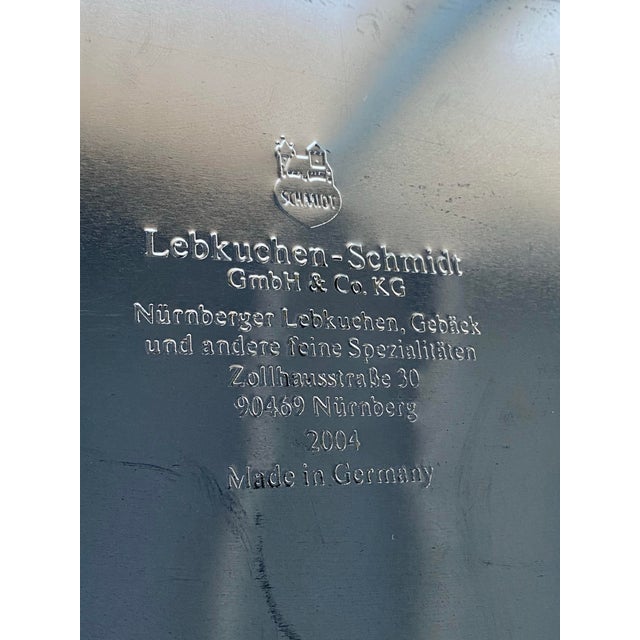 SCHMIDT
Lebkuchen-Schmidt
GmbH & Co. KG
Nürnberger Lebkuchen, Gebäck
und andere feine Spezialitäten
Zollhausstraße 30
90469 Nürnberg
2004
Made in Germany